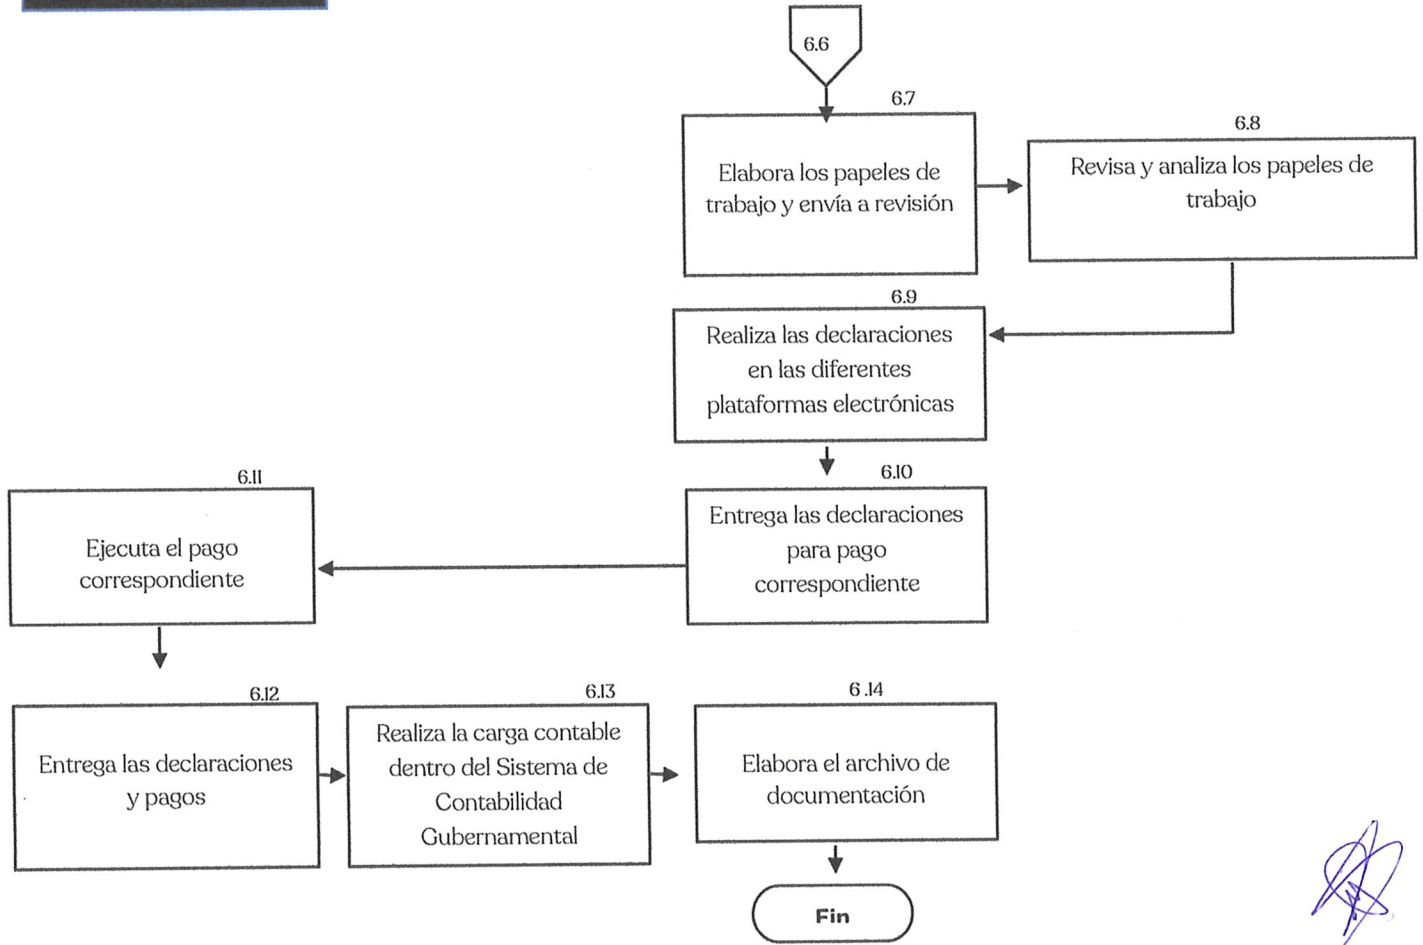 6.6
6.7
Elabora los papeles de
trabajo y envía a revisión
6.8
Revisa y analiza los papeles de
trabajo
6.9
Realiza las declaraciones
en las diferentes
plataformas electrónicas
6.10
Entrega las declaraciones
para pago
correspondiente
6.11
Ejecuta el pago
correspondiente
6.12
Entrega las declaraciones
y pagos
6.13
Realiza la carga contable
dentro del Sistema de
Contabilidad
Gubernamental
6 .14
Elabora el archivo de
documentación
Fin